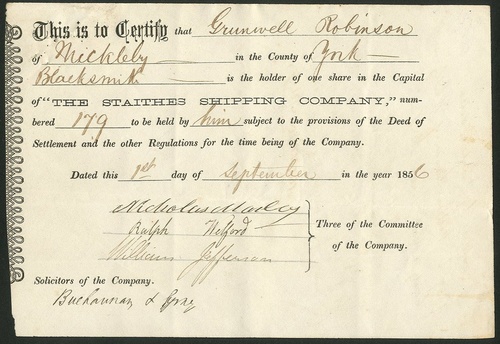 This is to Certify that Grunwell Robinson
of Mickleby in the County of York
Blacksmith is the holder of one share in the Capital
of "THE STAITHES SHIPPING COMPANY," num-
bered 179 to be held by him subject to the provisions of the Deed of
Settlement and the other Regulations for the time being of the Company.
Dated this 1st day of September in the year 1856
Nicholas
Ralph Welford
William Jefferson
Three of the Committee
of the Company.
Solicitors of the Company.
Buchannan & Gray